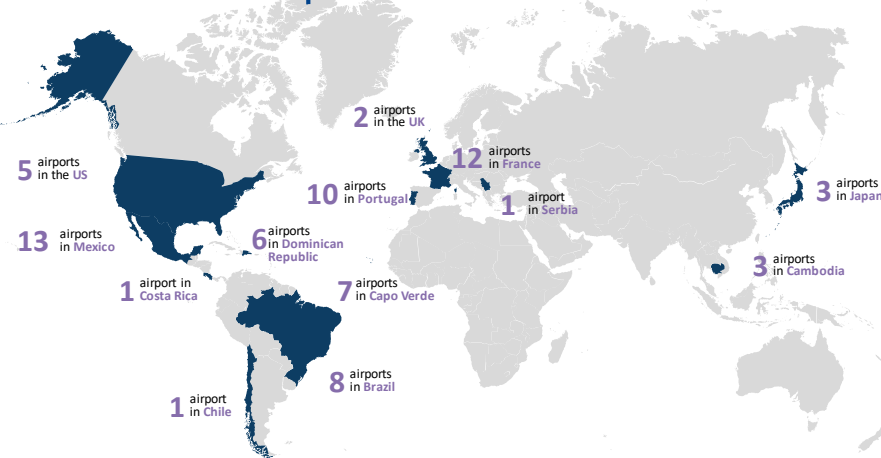 2 airports
in the UK
12 airports
in France
5 airports
in the US
10 airports
in Portugal
1 airport
in Serbia
3 airports
in Japan
13 airports
in Mexico
6 airports
in Dominican
Republic
3 airports
in Cambodia
1 airport in
Costa Rica
7 airports
in Capo Verde
8 airports
in Brazil
1 airport
in Chile